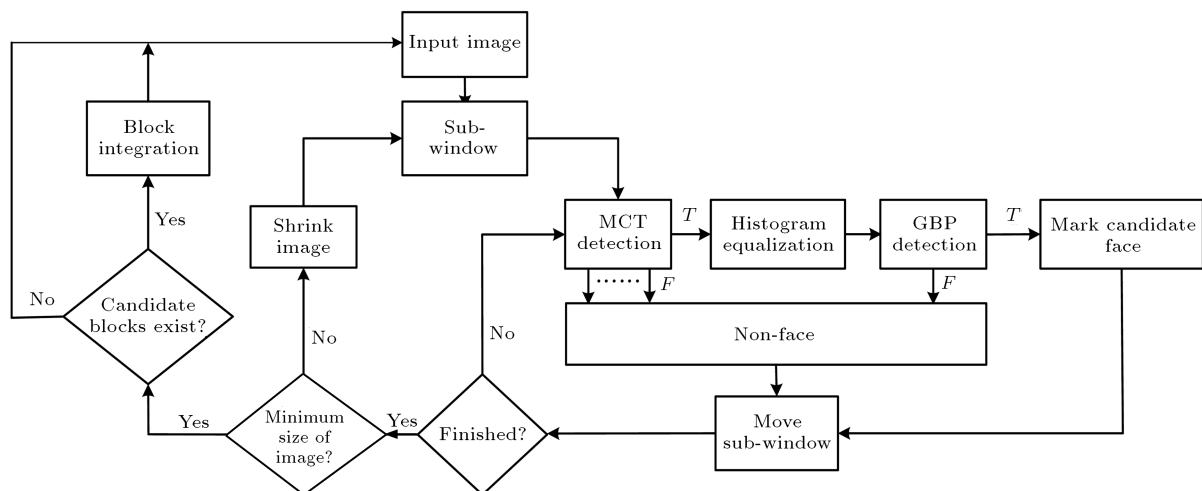 Input image
Block
integration
Sub-
window
Yes
Shrink
image
MCT
detection
T
Histogram
equalization
GBP
detection
T
Mark candidate
face
......
F
F
No
Candidate
blocks exist?
No
No
Non-face
Yes
Minimum
size of
image?
Yes
Finished?
Move
sub-window